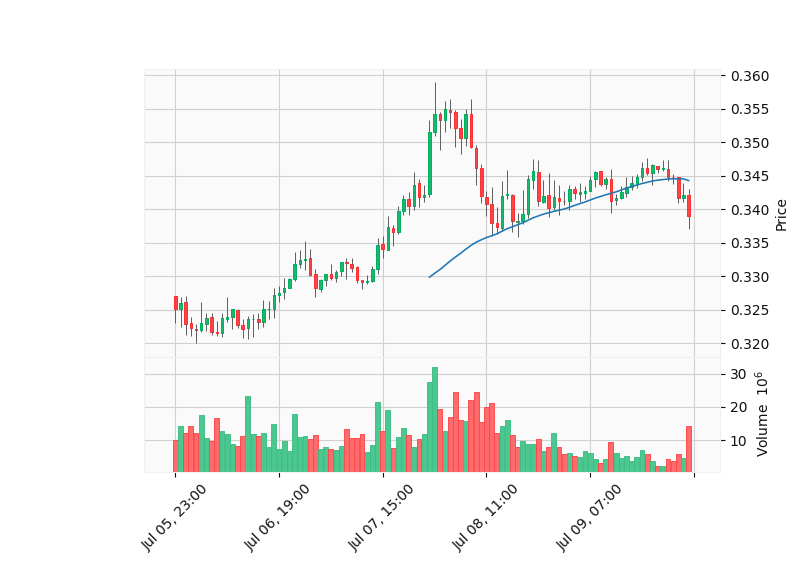 0.360
0.355
0.350
0.345
0.340
0.335
0.330
0.325
0.320
Price
30
20
10
Volume 10^6
Jul 05, 23:00
Jul 06, 19:00
Jul 07, 15:00
Jul 08, 11:00
Jul 09, 07:00